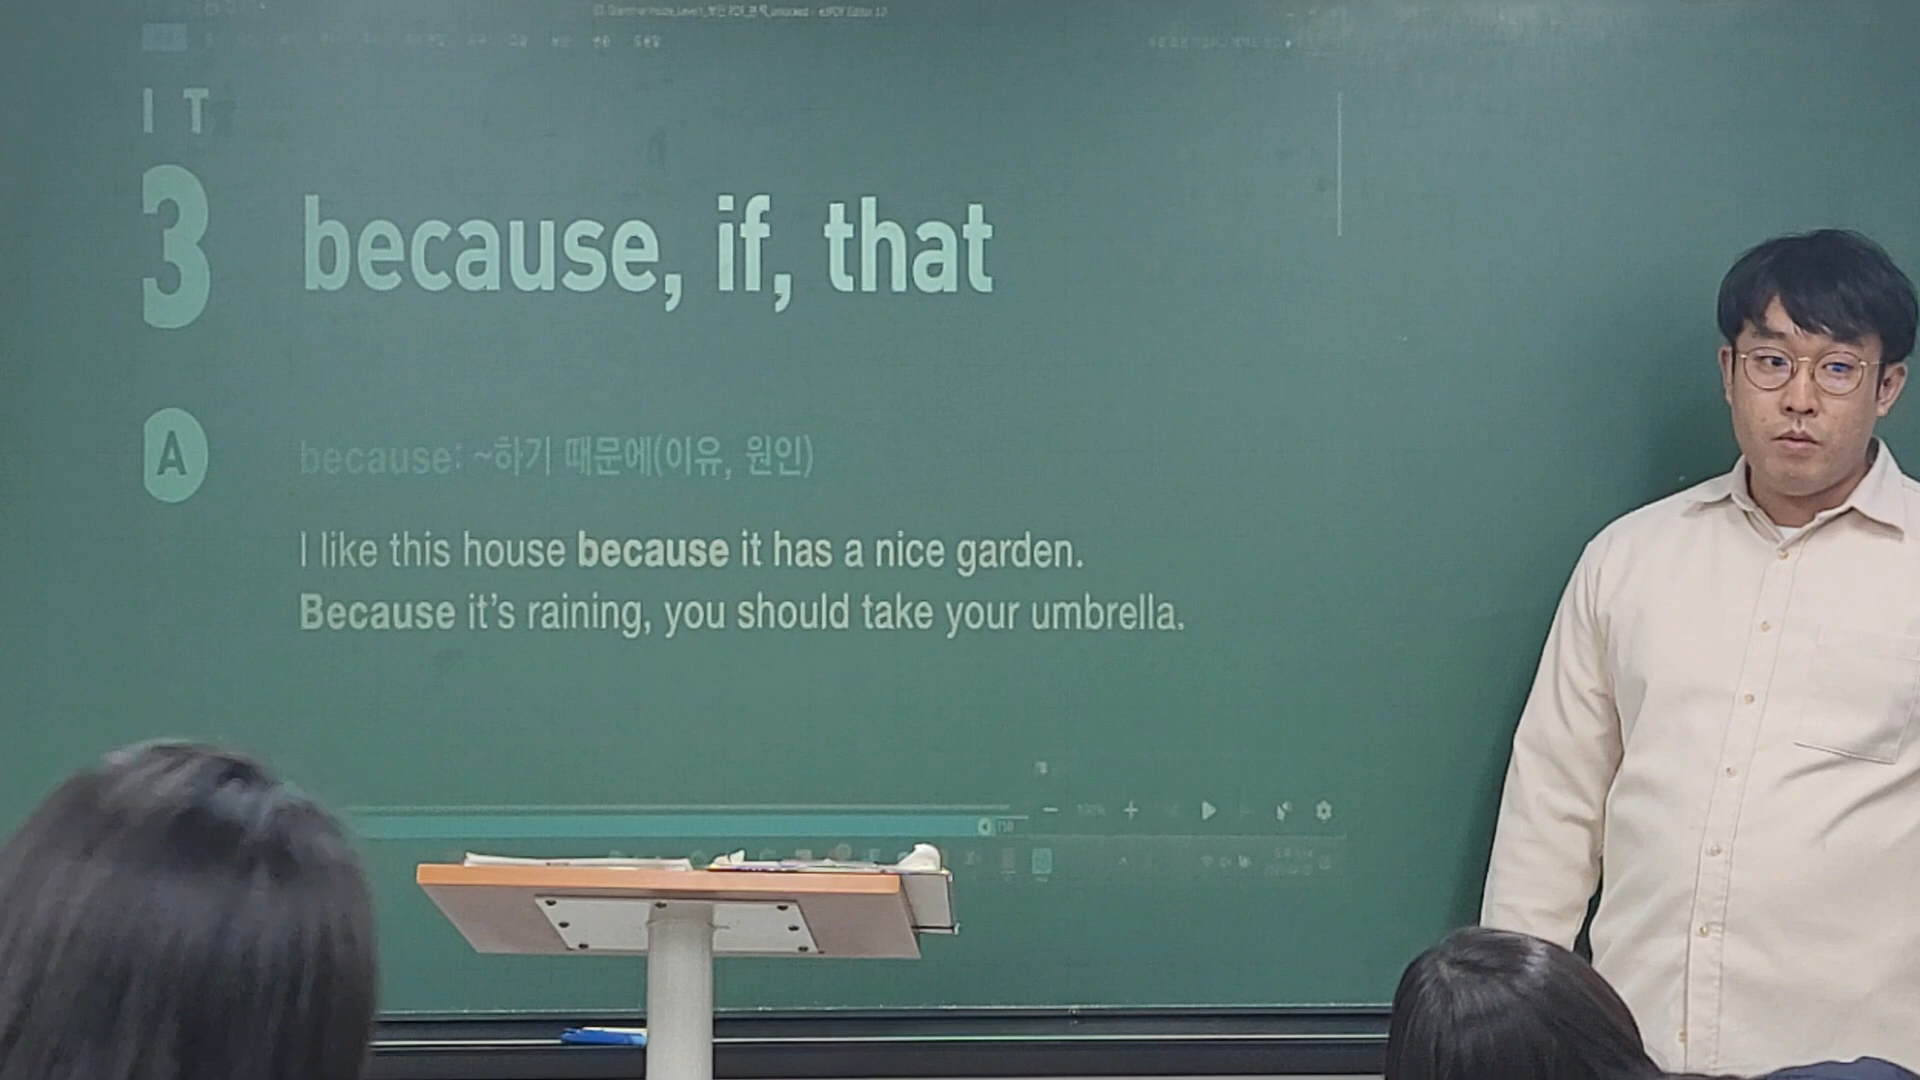 I T
3 because, if, that
A because: ~하기 때문에(이유, 원인)
I like this house because it has a nice garden.
Because it's raining, you should take your umbrella.